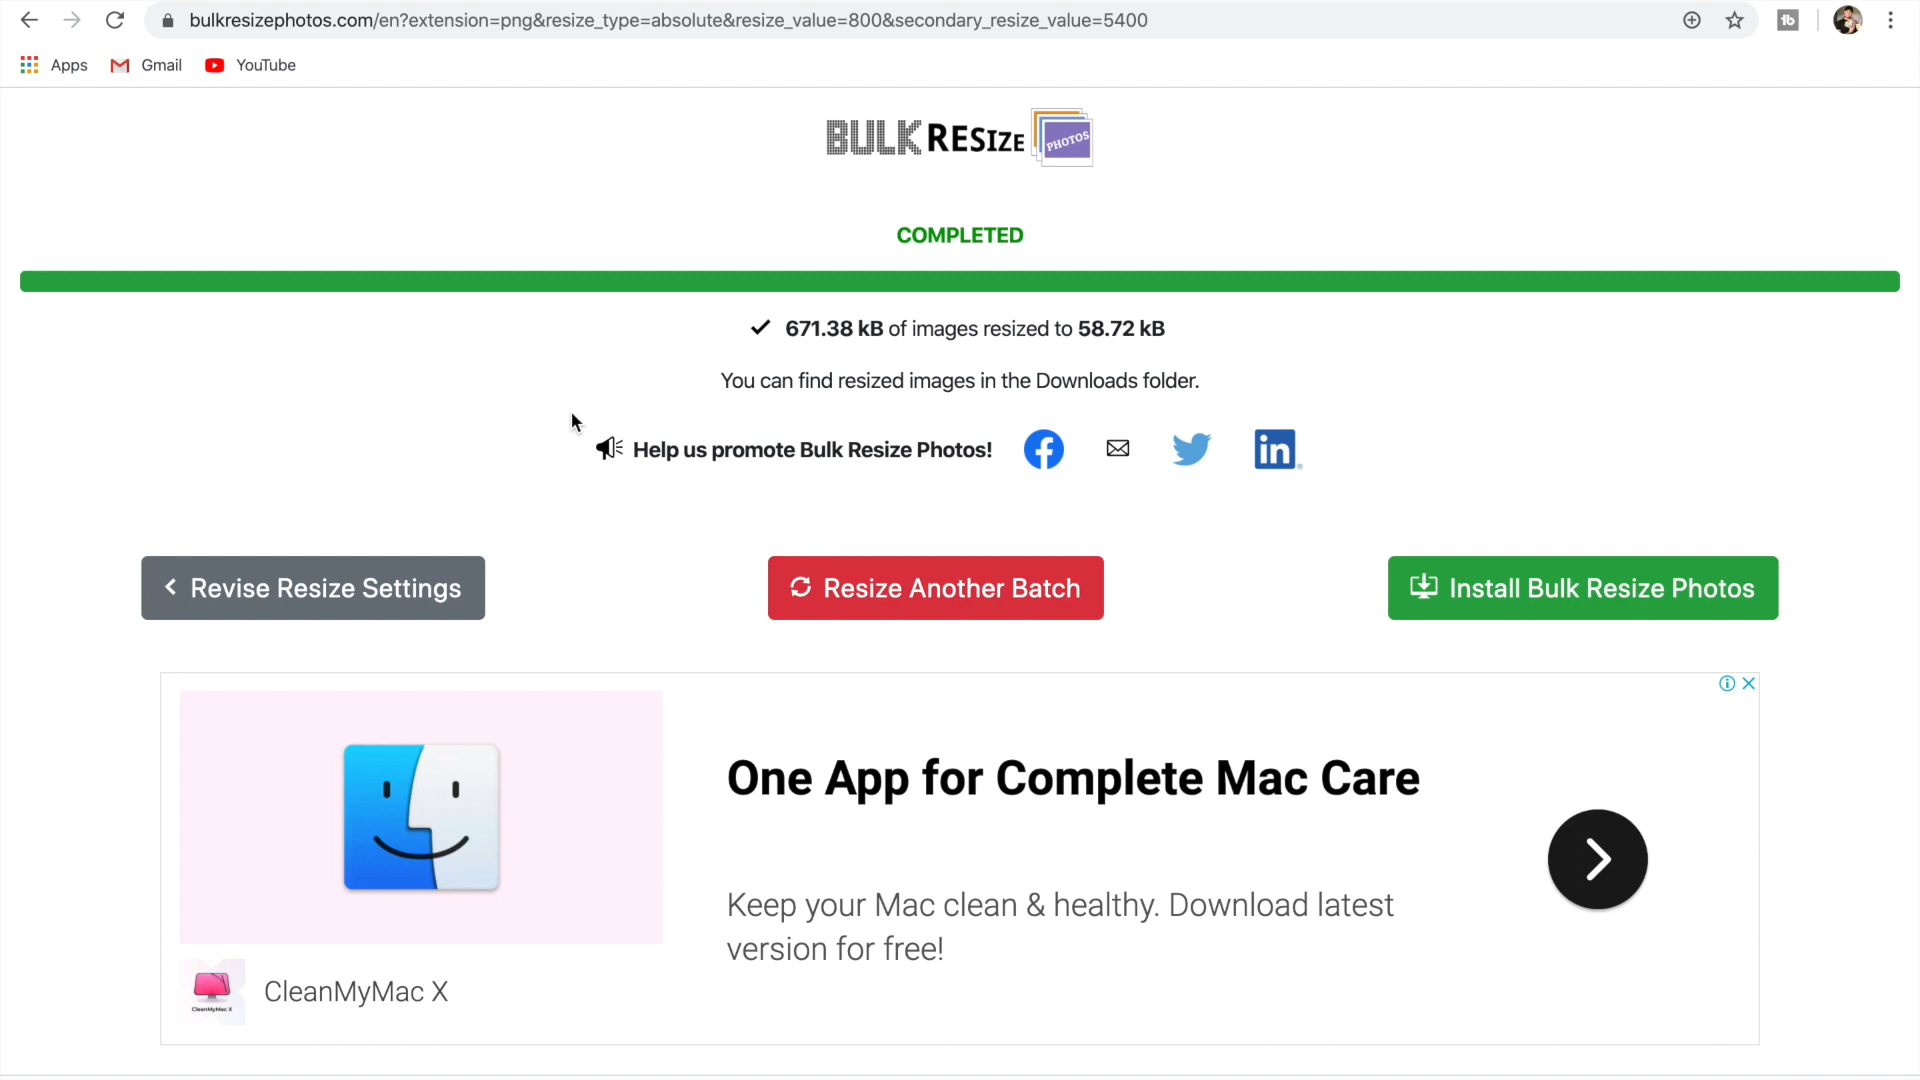 bulkresizephotos.com/en?extension=png&resize_type=absolute&resize_value=800&secondary_resize_value=5400
Apps Gmail YouTube
BULK RESIZE PHOTOS
COMPLETED
671.38 kB of images resized to 58.72 kB
You can find resized images in the Downloads folder.
Help us promote Bulk Resize Photos!
Revise Resize Settings
Resize Another Batch
Install Bulk Resize Photos
One App for Complete Mac Care
Keep your Mac clean & healthy. Download latest
version for free!
CleanMyMac X
CleanMyMac X